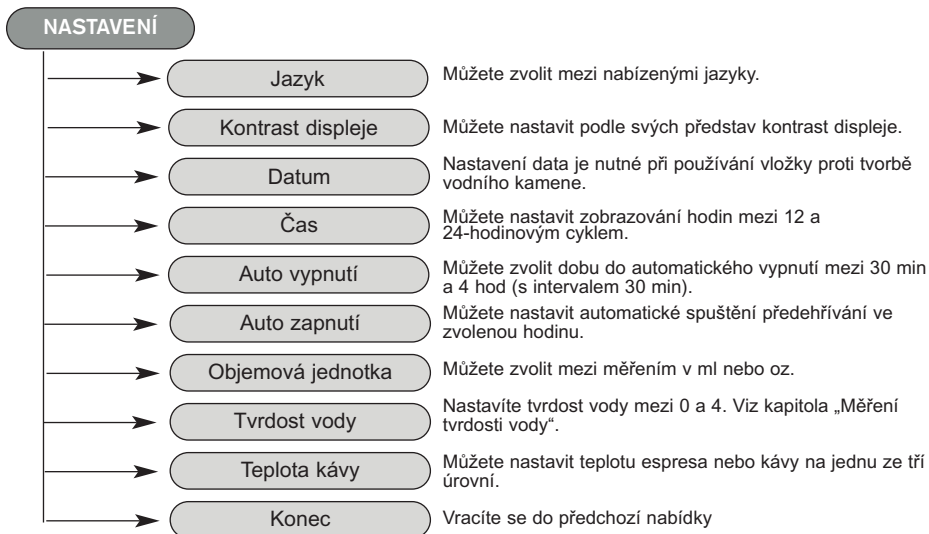 NASTAVENÍ
Jazyk
Můžete zvolit mezi nabízenými jazyky.
Kontrast displeje
Můžete nastavit podle svých představ kontrast displeje.
Datum
Nastavení data je nutné při používání vložky proti tvorbě
vodního kamene.
Čas
Můžete nastavit zobrazování hodin mezi 12 a
24-hodinovým cyklem.
Auto vypnutí
Můžete zvolit dobu do automatického vypnutí mezi 30 min
a 4 hod (s intervalem 30 min).
Auto zapnutí
Můžete nastavit automatické spuštění předehřívání ve
zvolenou hodinu.
Objemová jednotka
Můžete zvolit mezi měřením v ml nebo oz.
Tvrdost vody
Nastavíte tvrdost vody mezi 0 a 4. Viz kapitola „Měření
tvrdosti vody“.
Teplota kávy
Můžete nastavit teplotu espresa nebo kávy na jednu ze tří
úrovní.
Konec
Vracíte se do předchozí nabídky